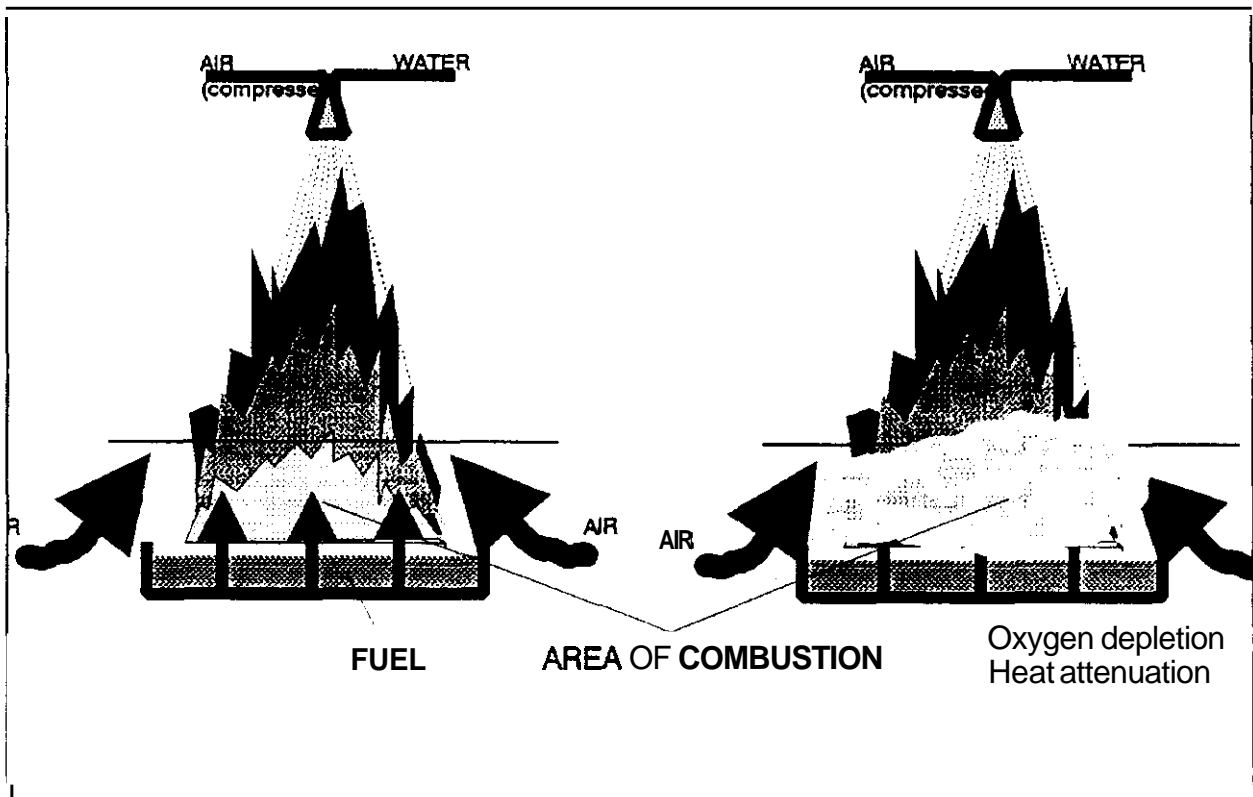 AIR
(compresse
WATER
AIR
(compresse
WATER
R
AIR
AIR
FUEL
AREA OF COMBUSTION
Oxygen depletion
Heat attenuation